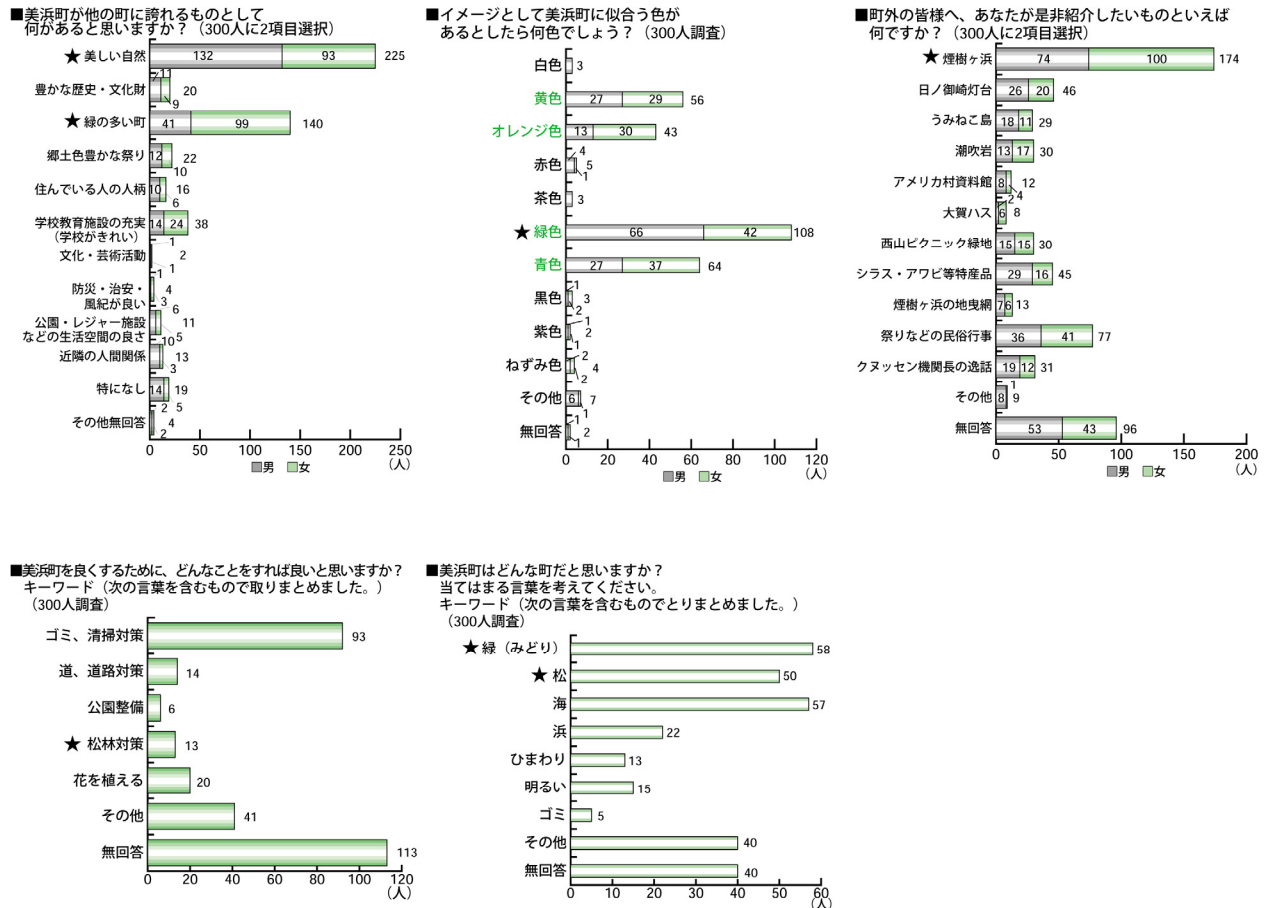 ■美浜町が他の町に誇れるものとして
何があると思いますか？（300人に2項目選択）
★美しい自然 132 93 225
豊かな歴史・文化財 11 9 20
★緑の多い町 41 99 140
郷土色豊かな祭り 12 10 22
住んでいる人の人柄 10 6 16
学校教育施設の充実 14 24 38
（学校がきれい）
文化・芸術活動 1 1 2
防災・治安・
風紀が良い 1 3 4
公園・レジャー施設 6 5 11
などの生活空間の良さ
近隣の人間関係 10 3 13
特になし 14 5 19
その他無回答 2 2 4
0 50 100 150 200 250
（人）
男 女
■イメージとして美浜町に似合う色が
あるとしたら何色でしょう？（300人調査）
白色 3
黄色 27 29 56
オレンジ色 13 30 43
赤色 4 1 5
茶色 3
★緑色 66 42 108
青色 27 37 64
黒色 1 2 3
紫色 1 1 2
ねずみ色 2 2 4
その他 6 1 7
無回答 1 1 2
0 20 40 60 80 100 120
（人）
男 女
■町外の皆様へ、あなたが是非紹介したいものといえば
何ですか？（300人に2項目選択）
★煙樹ヶ浜 74 100 174
日ノ御崎灯台 26 20 46
うみねこ島 18 11 29
潮吹岩 13 17 30
アメリカ村資料館 8 4 12
大賀ハス 2 6 8
西山ピクニック緑地 15 15 30
シラス・アワビ等特産品 29 16 45
煙樹ヶ浜の地曳網 7 6 13
祭りなどの民俗行事 36 41 77
クヌッセン機関長の逸話 19 12 31
その他 8 1 9
無回答 53 43 96
0 50 100 150 200
（人）
男 女
■美浜町を良くするために、どんなことをすれば良いと思いますか？
キーワード（次の言葉を含むもので取りまとめました。）
（300人調査）
ゴミ、清掃対策 93
道、道路対策 14
公園整備 6
★松林対策 13
花を植える 20
その他 41
無回答 113
0 20 40 60 80 100 120
（人）
■美浜町はどんな町だと思いますか？
当てはまる言葉を考えてください。
キーワード（次の言葉を含むものでとりまとめました。）
（300人調査）
★緑（みどり） 58
★松 50
海 57
浜 22
ひまわり 13
明るい 15
ゴミ 5
その他 40
無回答 40
0 10 20 30 40 50 60
（人）